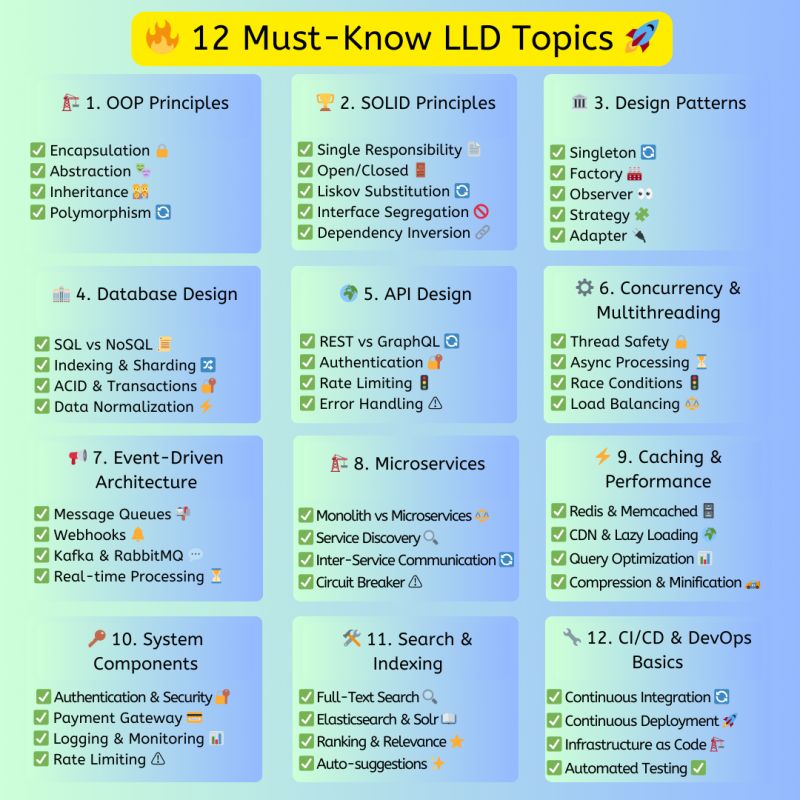 🔥 12 Must-Know LLD Topics 🚀
🏗️ 1. OOP Principles
✅ Encapsulation 🔒
✅ Abstraction 🎭
✅ Inheritance 👨‍👩‍👧‍👦
✅ Polymorphism 🔄
🏆 2. SOLID Principles
✅ Single Responsibility 📄
✅ Open/Closed 🚪
✅ Liskov Substitution 🔄
✅ Interface Segregation 🚫
✅ Dependency Inversion 🔗
🏛️ 3. Design Patterns
✅ Singleton 🔄
✅ Factory 🏭
✅ Observer 👀
✅ Strategy 🧩
✅ Adapter 🔌
🏫 4. Database Design
✅ SQL vs NoSQL 📜
✅ Indexing & Sharding 🔀
✅ ACID & Transactions 🔐
✅ Data Normalization ⚡
🌍 5. API Design
✅ REST vs GraphQL 🔄
✅ Authentication 🔐
✅ Rate Limiting 🚦
✅ Error Handling ⚠
⚙️ 6. Concurrency &
Multithreading
✅ Thread Safety 🔒
✅ Async Processing ⏳
✅ Race Conditions 🚦
✅ Load Balancing ⚖️
📢 7. Event-Driven
Architecture
✅ Message Queues 📬
✅ Webhooks 🔔
✅ Kafka & RabbitMQ 💬
✅ Real-time Processing ⏳
🏗️ 8. Microservices
✅ Monolith vs Microservices ⚖️
✅ Service Discovery 🔍
✅ Inter-Service Communication 🔄
✅ Circuit Breaker ⚠
⚡ 9. Caching &
Performance
✅ Redis & Memcached 🗄️
✅ CDN & Lazy Loading 🌍
✅ Query Optimization 📊
✅ Compression & Minification 🚕
🔑 10. System
Components
✅ Authentication & Security 🔐
✅ Payment Gateway 💳
✅ Logging & Monitoring 📊
✅ Rate Limiting ⚠
🛠️ 11. Search &
Indexing
✅ Full-Text Search 🔍
✅ Elasticsearch & Solr 📖
✅ Ranking & Relevance ⭐
✅ Auto-suggestions ✨
🔧 12. CI/CD & DevOps
Basics
✅ Continuous Integration 🔄
✅ Continuous Deployment 🚀
✅ Infrastructure as Code 🏗️
✅ Automated Testing ✅